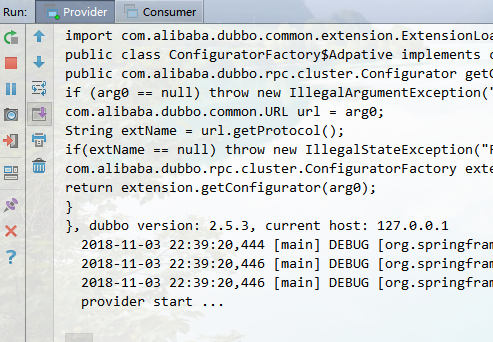 Run: Provider Consumer
import com.alibaba.dubbo.common.extension.ExtensionLoa
public class ConfiguratorFactory$Adpative implements c
public com.alibaba.dubbo.rpc.cluster.Configurator getC
if (arg0 == null) throw new IllegalArgumentException("
com.alibaba.dubbo.common.URL url = arg0;
String extName = url.getProtocol();
if(extName == null) throw new IllegalStateException("F
com.alibaba.dubbo.rpc.cluster.ConfiguratorFactory exte
return extension.getConfigurator(arg0);
}
}, dubbo version: 2.5.3, current host: 127.0.0.1
2018-11-03 22:39:20,444 [main] DEBUG [org.springfram
2018-11-03 22:39:20,446 [main] DEBUG [org.springfram
2018-11-03 22:39:20,446 [main] DEBUG [org.springfram
provider start ...